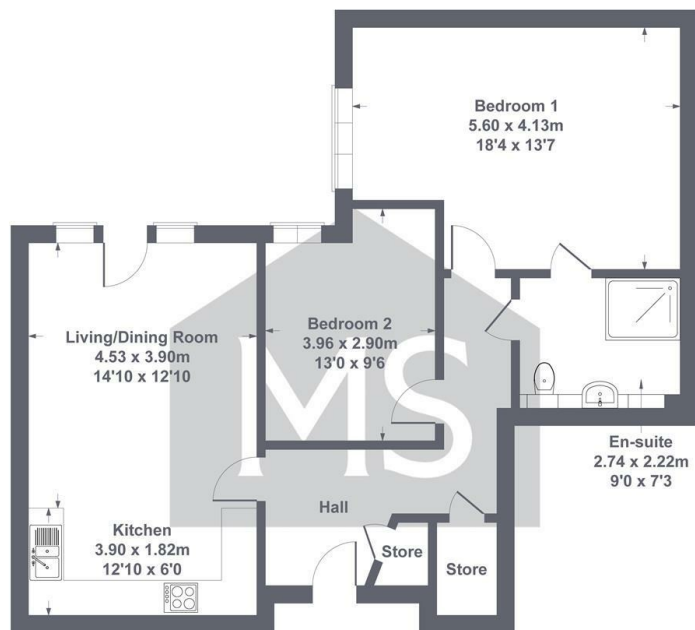 Bedroom 1
5.60 x 4.13m
18'4 x 13'7
Living/Dining Room
4.53 x 3.90m
14'10 x 12'10
Bedroom 2
3.96 x 2.90m
13'0 x 9'6
MS
En-suite
2.74 x 2.22m
9'0 x 7'3
Hall
Kitchen
3.90 x 1.82m
12'10 x 6'0
Store
Store